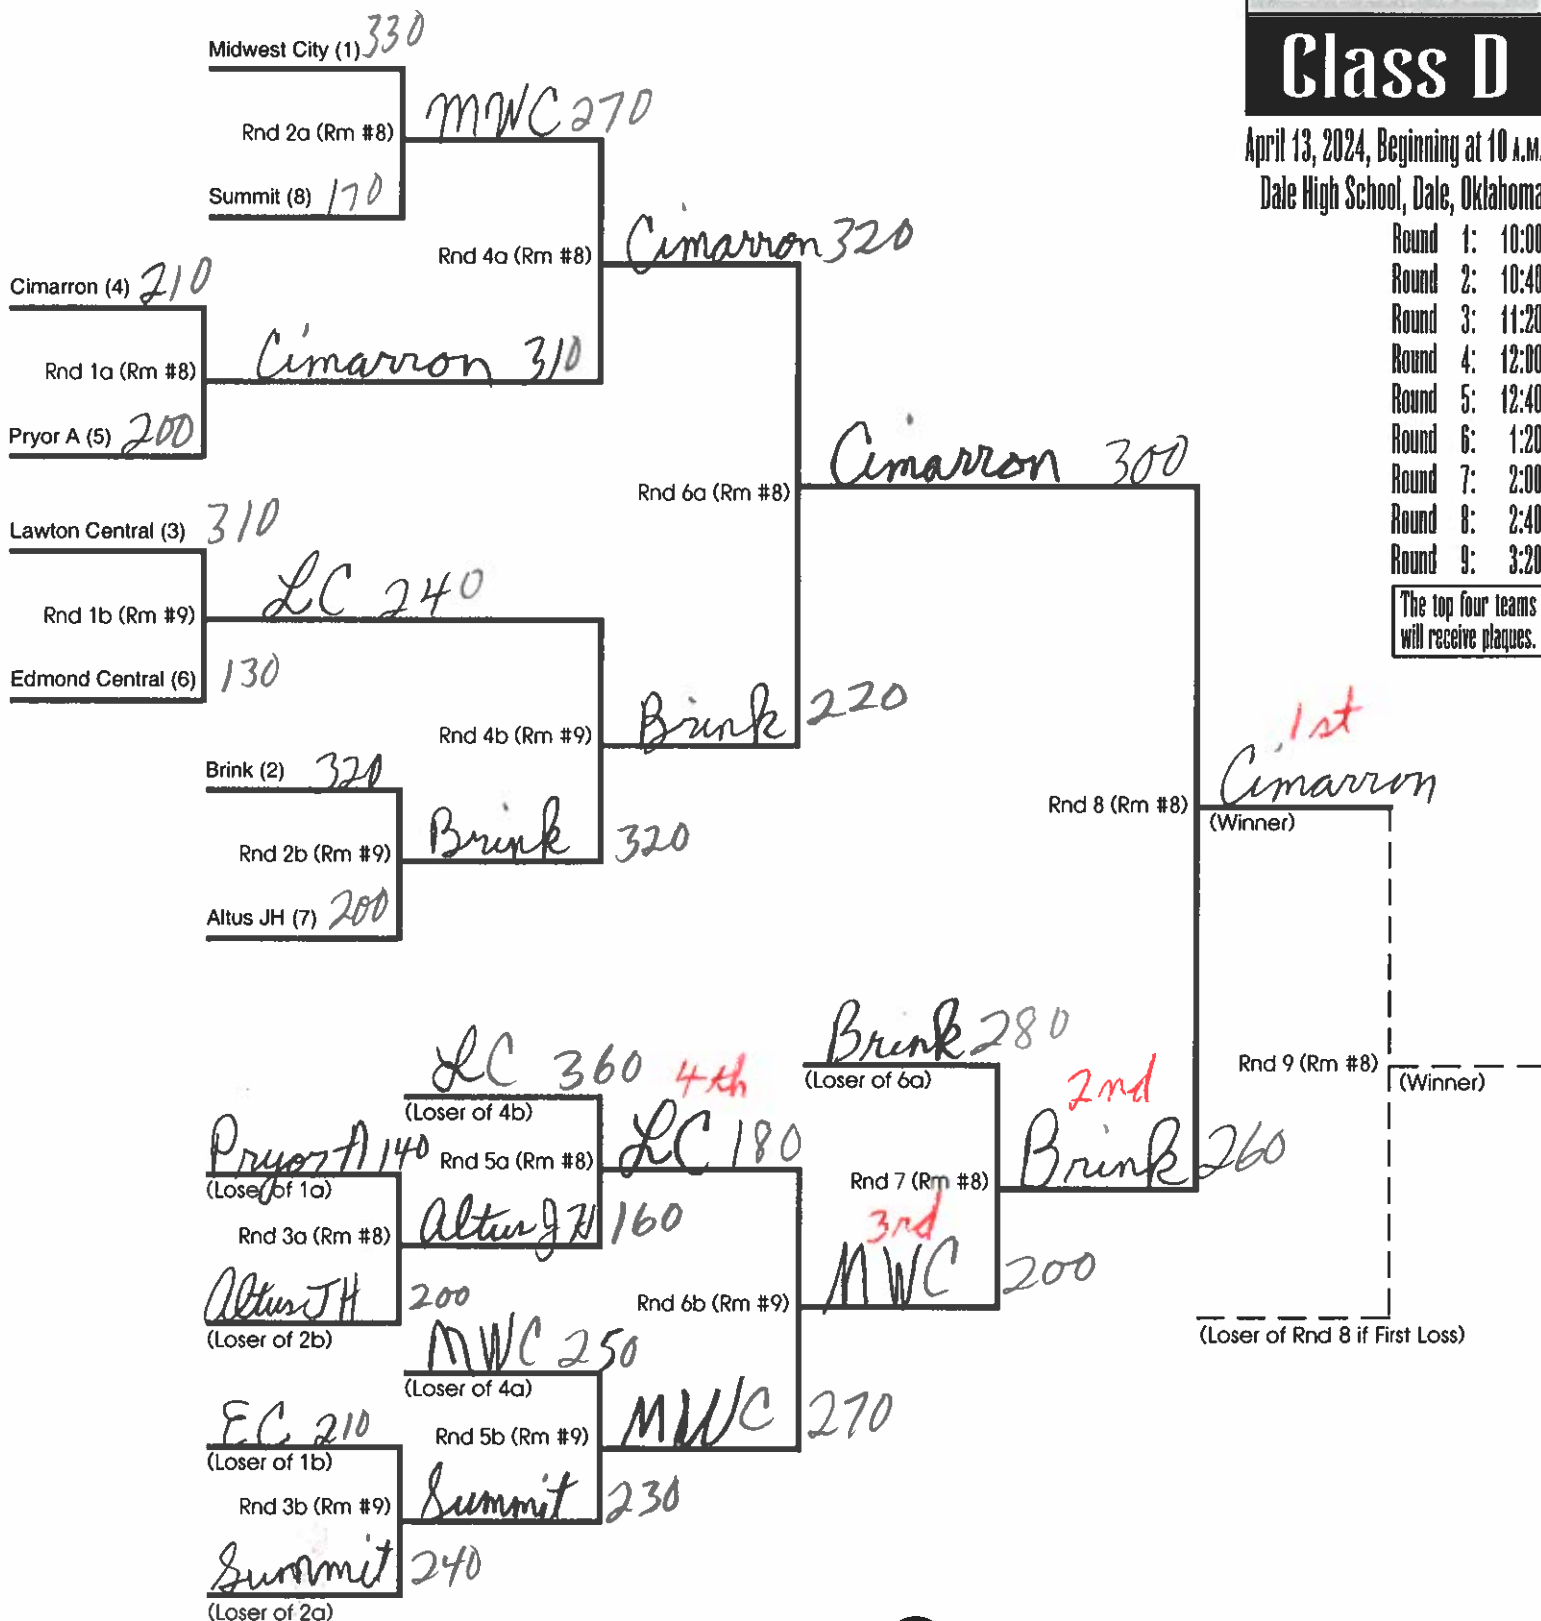 Class D
April 13, 2024, Beginning at 10 A.M.
Dale High School, Dale, Oklahoma
Round 1: 10:00
Round 2: 10:40
Round 3: 11:20
Round 4: 12:00
Round 5: 12:40
Round 6: 1:20
Round 7: 2:00
Round 8: 2:40
Round 9: 3:20
The top four teams
will receive plaques.
Midwest City (1) 330
Rnd 2a (Rm #8)
MWC 270
Summit (8) 170
Rnd 4a (Rm #8)
Cimarron 320
Cimarron (4) 210
Rnd 1a (Rm #8)
Cimarron 310
Pryor A (5) 200
Rnd 6a (Rm #8)
Cimarron 300
Lawton Central (3) 310
Rnd 1b (Rm #9)
LC 240
Edmond Central (6) 130
Rnd 4b (Rm #9)
Brink 220
Brink (2) 320
Rnd 2b (Rm #9)
Brink 320
Altus JH (7) 200
Rnd 8 (Rm #8)
1st
Cimarron
(Winner)
Brink 280
(Loser of 6a)
LC 360
(Loser of 4b)
4th
LC 180
Pryor A 140
(Loser of 1a)
Rnd 5a (Rm #8)
Rnd 3a (Rm #8)
Altus JH 160
Altus JH 200
(Loser of 2b)
Rnd 7 (Rm #8)
2nd
Brink 260
Rnd 9 (Rm #8)
(Winner)
3rd
MWC 200
Rnd 6b (Rm #9)
(Loser of Rnd 8 if First Loss)
MWC 250
(Loser of 4a)
EC 210
(Loser of 1b)
Rnd 5b (Rm #9)
MWC 270
Rnd 3b (Rm #9)
Summit 230
Summit 240
(Loser of 2a)